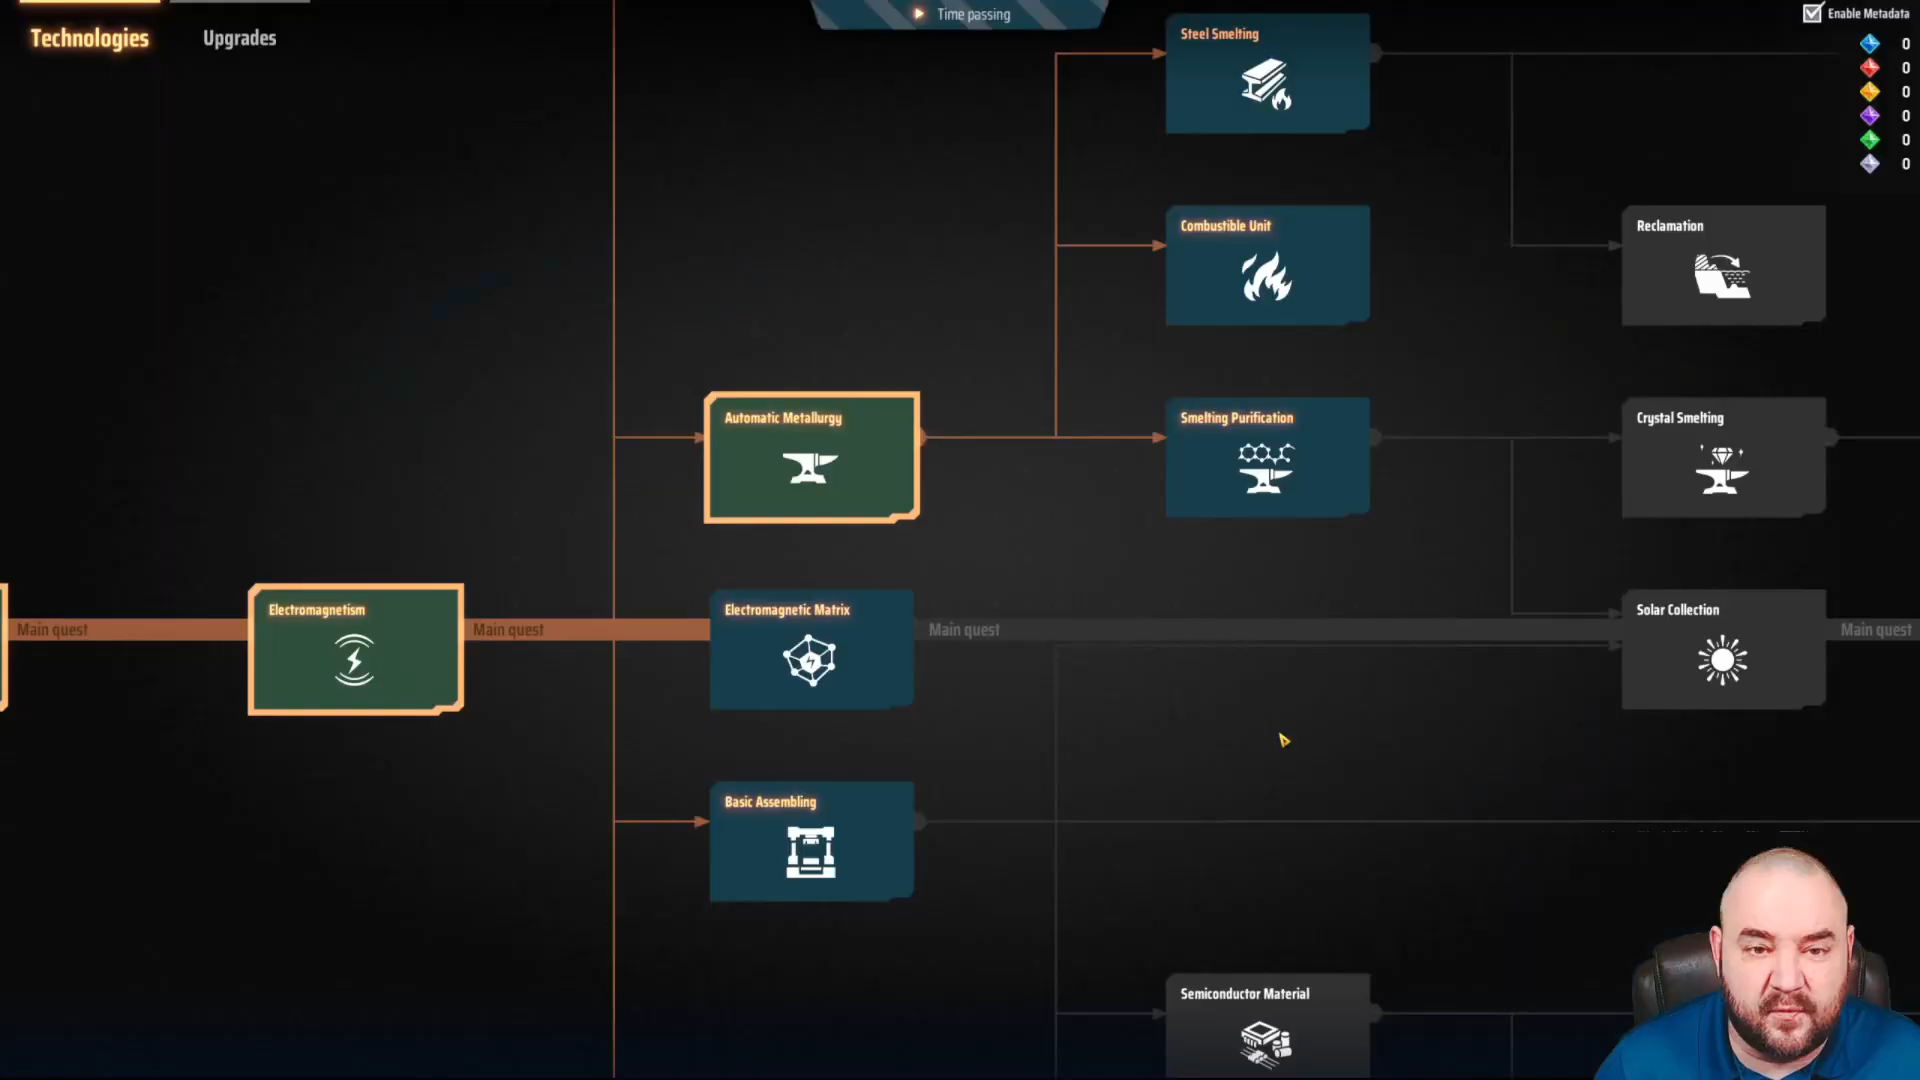 Technologies
Upgrades
Time passing
Enable Metadata
0
0
0
0
0
0
Steel Smelting
Combustible Unit
Reclamation
Automatic Metallurgy
Smelting Purification
Crystal Smelting
Main quest
Electromagnetism
Main quest
Electromagnetic Matrix
Main quest
Solar Collection
Main quest
Basic Assembling
Semiconductor Material